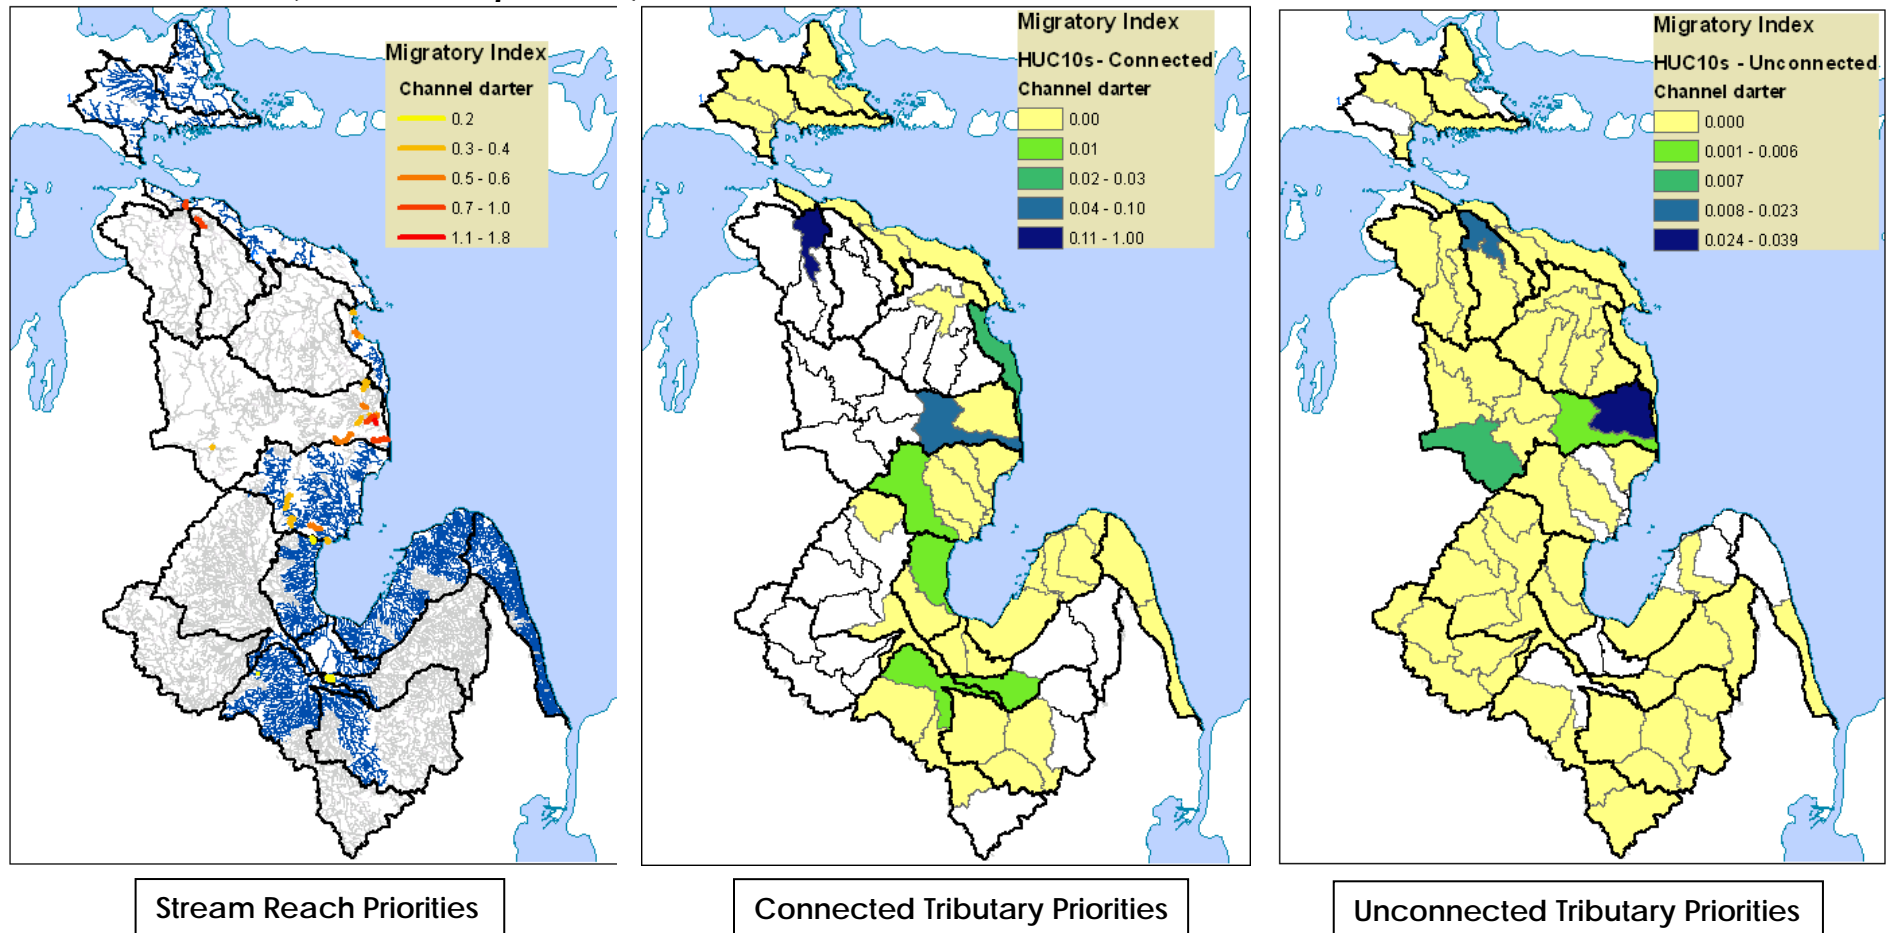 Migratory Index
Channel darter
0.2
0.3 - 0.4
0.5 - 0.6
0.7 - 1.0
1.1 - 1.8
Stream Reach Priorities
Migratory Index
HUC10s- Connected
Channel darter
0.00
0.01
0.02 - 0.03
0.04 - 0.10
0.11 - 1.00
Connected Tributary Priorities
Migratory Index
HUC10s - Unconnected
Channel darter
0.000
0.001 - 0.006
0.007
0.008 - 0.023
0.024 - 0.039
Unconnected Tributary Priorities